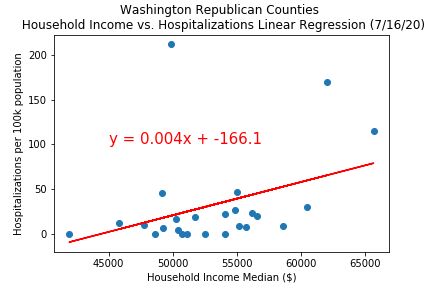 Washington Republican Counties
Household Income vs. Hospitalizations Linear Regression (7/16/20)
Hospitalizations per 100k population
200
150
100
50
0
y = 0.004x + -166.1
45000 50000 55000 60000 65000
Household Income Median ($)